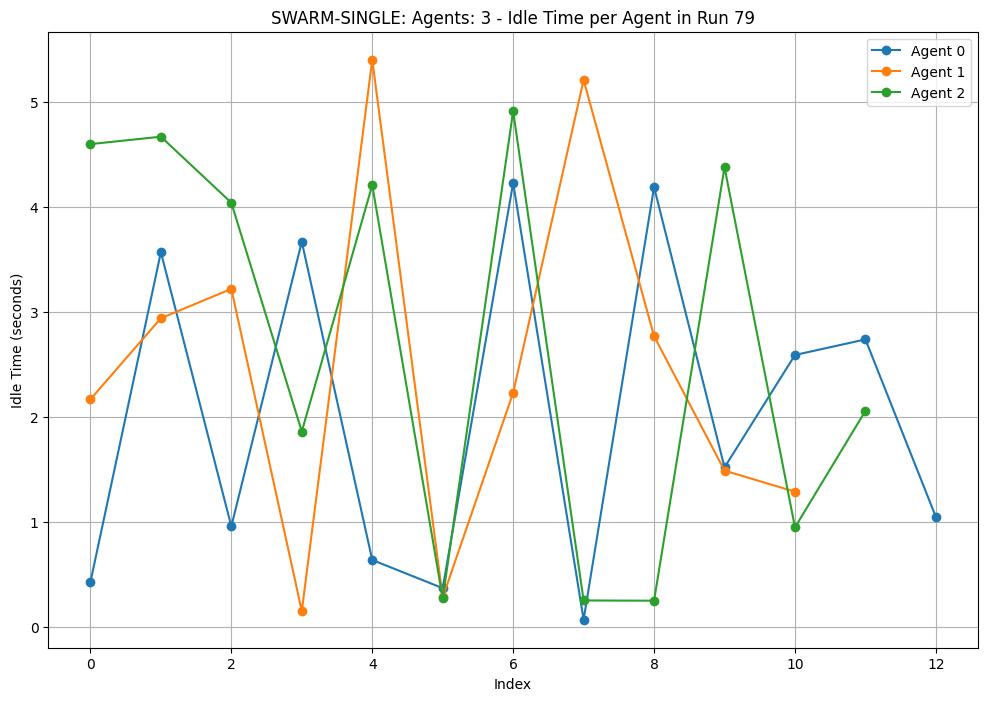 SWARM-SINGLE: Agents: 3 - Idle Time per Agent in Run 79
Agent 0
Agent 1
Agent 2
Idle Time (seconds)
5
4
3
2
1
0
0 2 4 6 8 10 12
Index